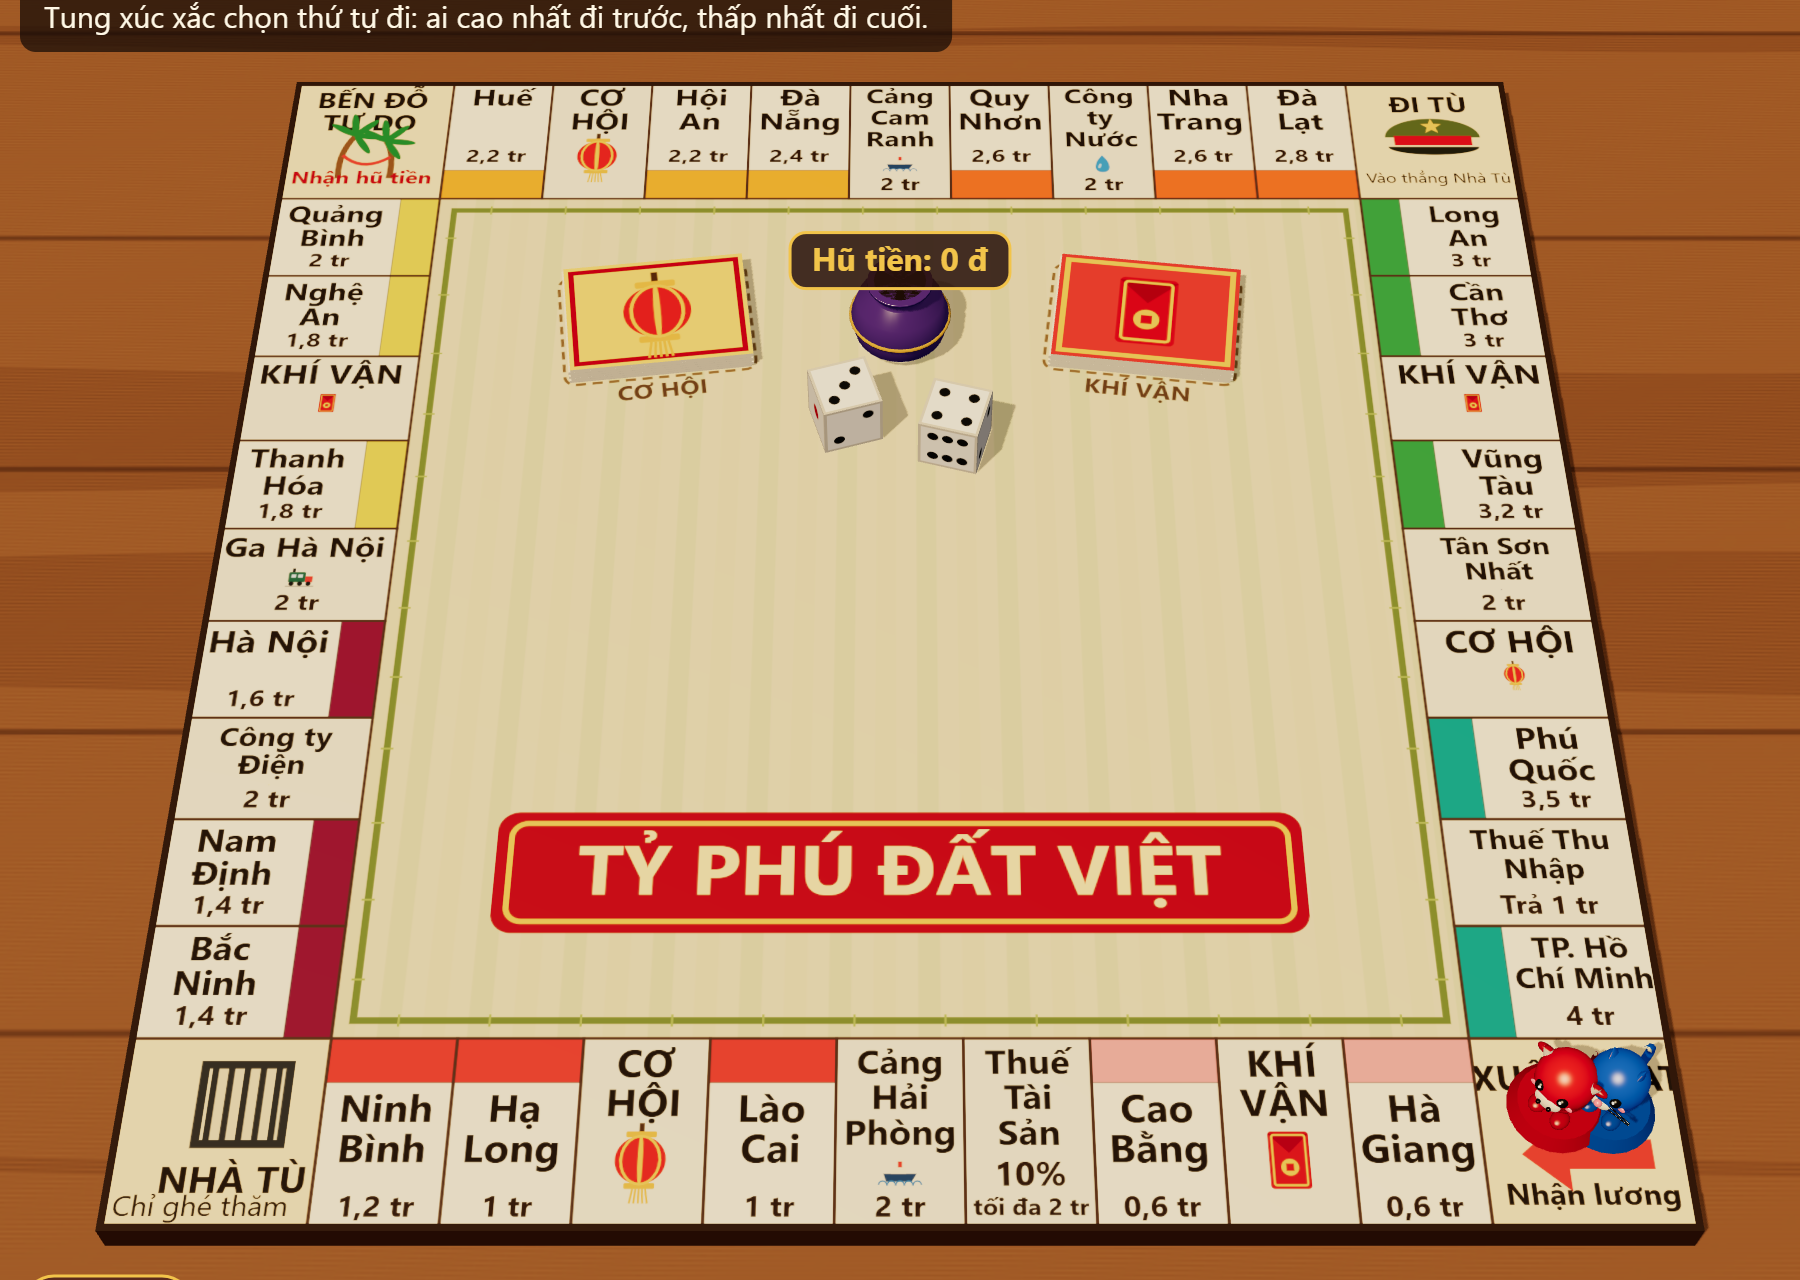 Tung xúc xắc chọn thứ tự đi: ai cao nhất đi trước, thấp nhất đi cuối.
BẾN ĐỖ
TỰ DO
Nhận hũ tiền
Huế
2,2 tr
CƠ
HỘI
Hội
An
2,2 tr
Đà
Nẵng
2,4 tr
Cảng
Cam
Ranh
2 tr
Quy
Nhơn
2,6 tr
Công
ty
Nước
2 tr
Nha
Trang
2,6 tr
Đà
Lạt
2,8 tr
ĐI TÙ
Vào thẳng Nhà Tù
Quảng
Bình
2 tr
Nghệ
An
1,8 tr
KHÍ VẬN
Thanh
Hóa
1,8 tr
Ga Hà Nội
2 tr
Hà Nội
1,6 tr
Công ty
Điện
2 tr
Nam
Định
1,4 tr
Bắc
Ninh
1,4 tr
Hũ tiền: 0 đ
CƠ HỘI
KHÍ VẬN
TỶ PHÚ ĐẤT VIỆT
Long
An
3 tr
Cần
Thơ
3 tr
KHÍ VẬN
Vũng
Tàu
3,2 tr
Tân Sơn
Nhất
2 tr
CƠ HỘI
Phú
Quốc
3,5 tr
Thuế Thu
Nhập
Trả 1 tr
TP. Hồ
Chí Minh
4 tr
NHÀ TÙ
Chỉ ghé thăm
Ninh
Bình
1,2 tr
Hạ
Long
1 tr
CƠ
HỘI
Lào
Cai
1 tr
Cảng
Hải
Phòng
2 tr
Thuế
Tài
Sản
10%
tối đa 2 tr
Cao
Bằng
0,6 tr
KHÍ
VẬN
Hà
Giang
0,6 tr
Nhận lương